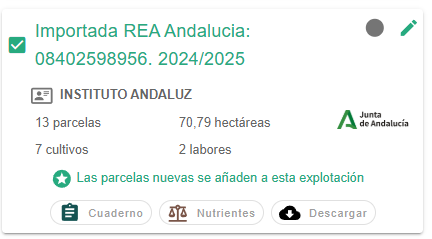 Importada REA Andalucia:
08402598956. 2024/2025
INSTITUTO ANDALUZ
13 parcelas 70,79 hectáreas
Junta
de Andalucía
7 cultivos 2 labores
Las parcelas nuevas se añaden a esta explotación
Cuaderno Nutrientes Descargar